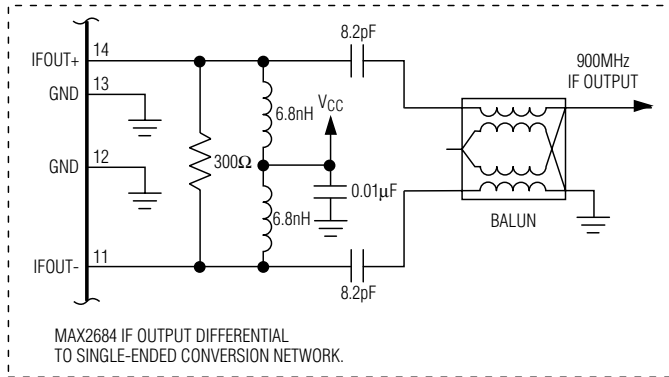 8.2pF
IFOUT+ 14
900MHz
IF OUTPUT
GND 13
6.8nH
VCC
GND 12
300Ω
0.01µF
6.8nH
BALUN
IFOUT- 11
8.2pF
MAX2684 IF OUTPUT DIFFERENTIAL
TO SINGLE-ENDED CONVERSION NETWORK.